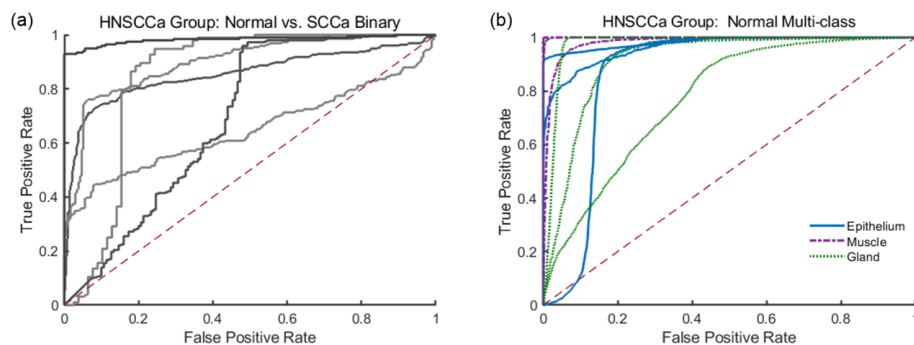 (a)
HNSCCa Group: Normal vs. SCCa Binary
True Positive Rate
1
0.8
0.6
0.4
0.2
0
0
0.2
0.4
0.6
0.8
1
False Positive Rate
(b)
HNSCCa Group: Normal Multi-class
True Positive Rate
1
0.8
0.6
0.4
0.2
0
0
0.2
0.4
0.6
0.8
1
False Positive Rate
Epithelium
Muscle
Gland